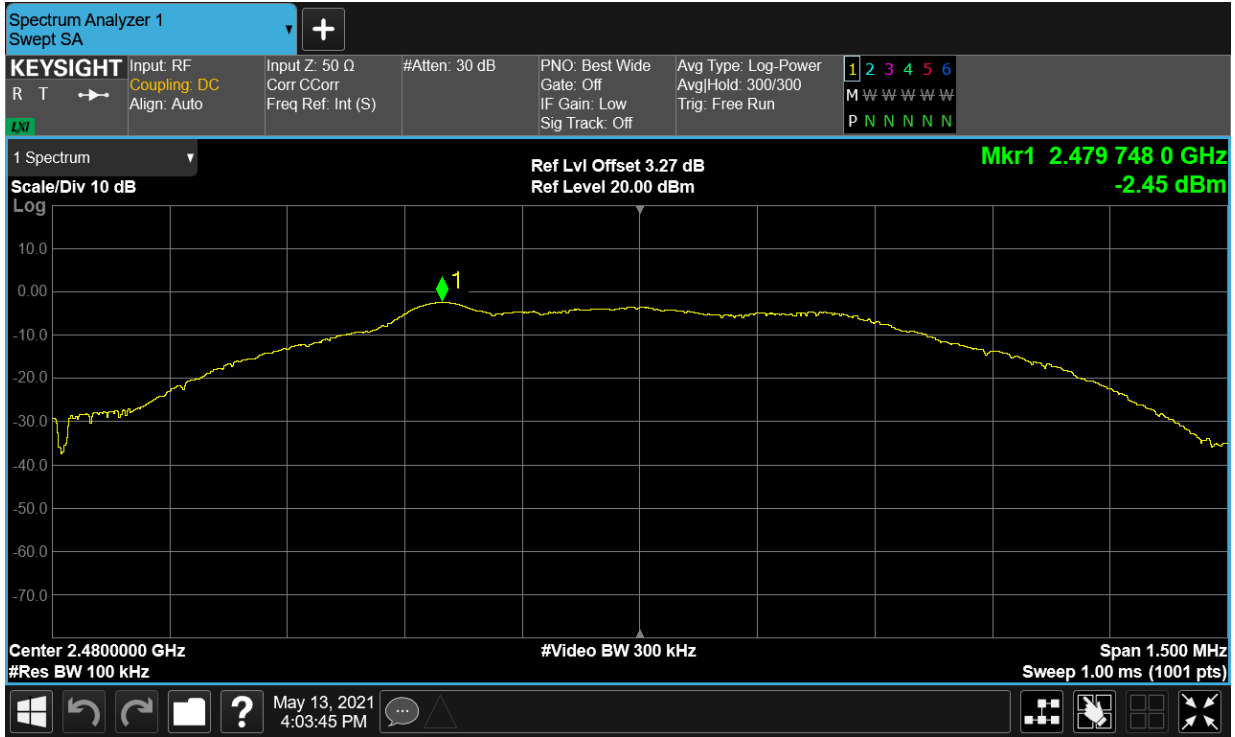 Spectrum Analyzer 1
Swept SA
+
KEYSIGHT
R T
LXI
Input: RF
Coupling: DC
Align: Auto
Input Z: 50 Ω
Corr CCorr
Freq Ref: Int (S)
#Atten: 30 dB
PNO: Best Wide
Gate: Off
IF Gain: Low
Sig Track: Off
Avg Type: Log-Power
Avg|Hold: 300/300
Trig: Free Run
1 2 3 4 5 6
M W W W W W
P N N N N N N
1 Spectrum
Scale/Div 10 dB
Log
Ref Lvl Offset 3.27 dB
Ref Level 20.00 dBm
Mkr1 2.479 748 0 GHz
-2.45 dBm
1
10.0
0.00
-10.0
-20.0
-30.0
-40.0
-50.0
-60.0
-70.0
Center 2.4800000 GHz
#Video BW 300 kHz
Span 1.500 MHz
#Res BW 100 kHz
Sweep 1.00 ms (1001 pts)
?
May 13, 2021
4:03:45 PM